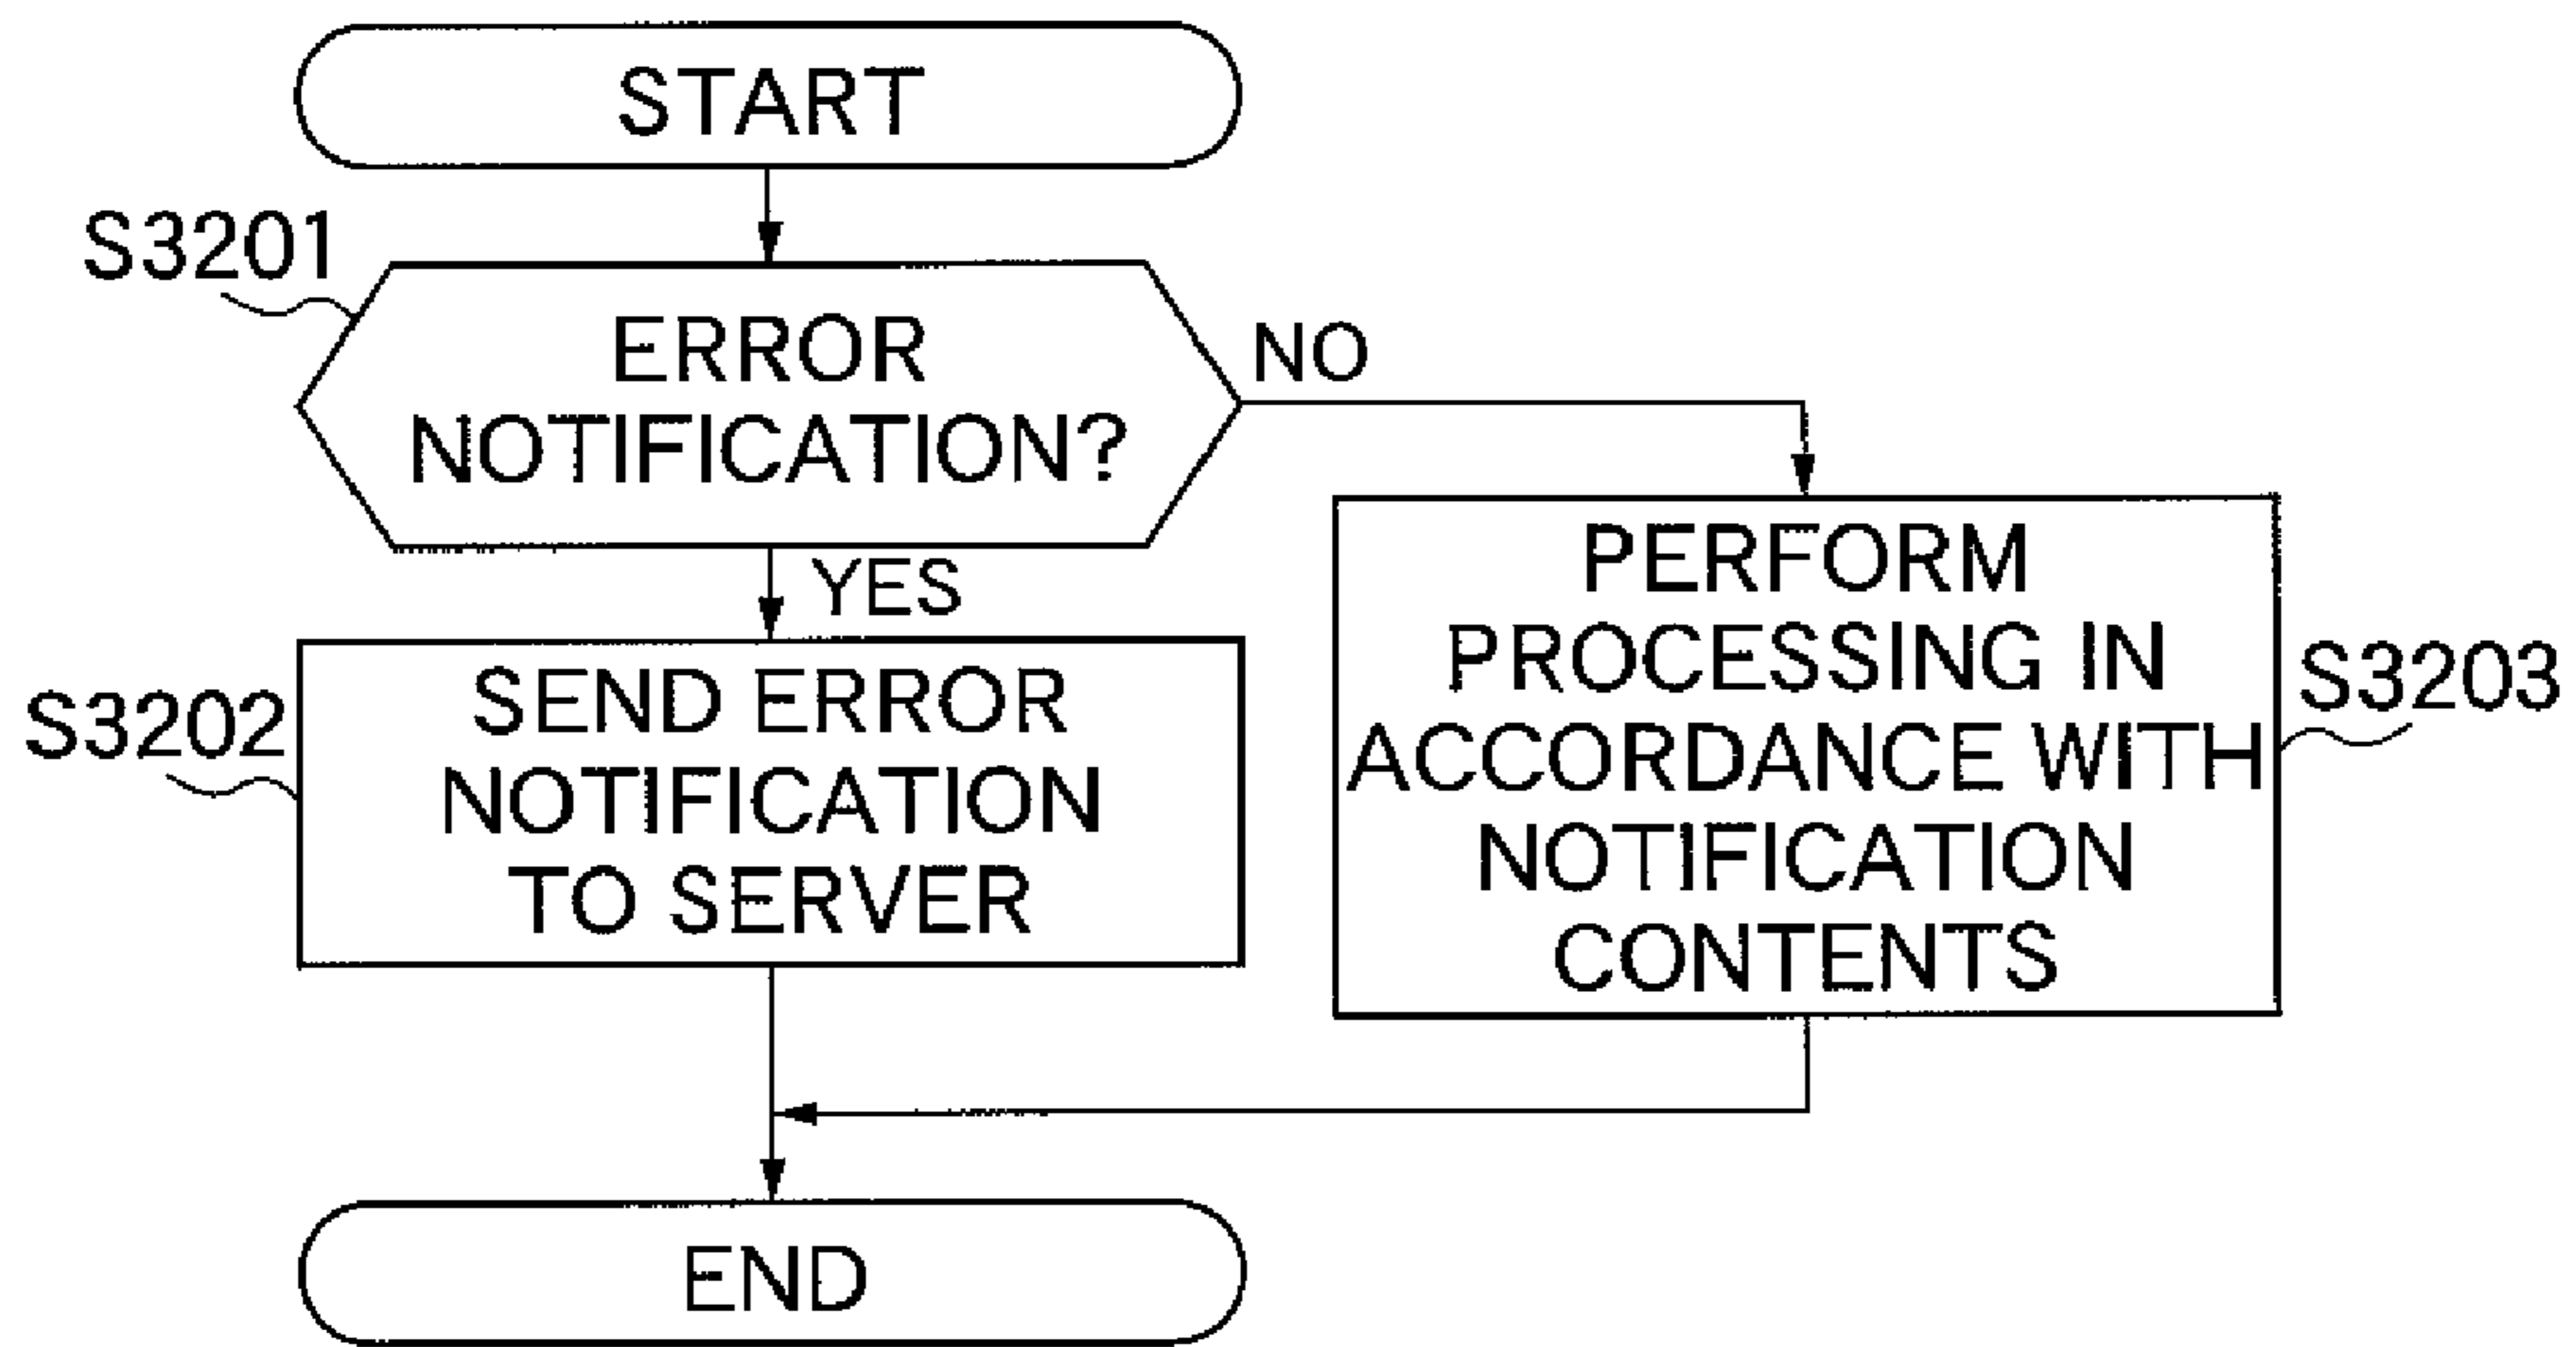 START
S3201
ERROR
NOTIFICATION?
NO
YES
S3202
SEND ERROR
NOTIFICATION
TO SERVER
PERFORM
PROCESSING IN
ACCORDANCE WITH
NOTIFICATION
CONTENTS
S3203
END